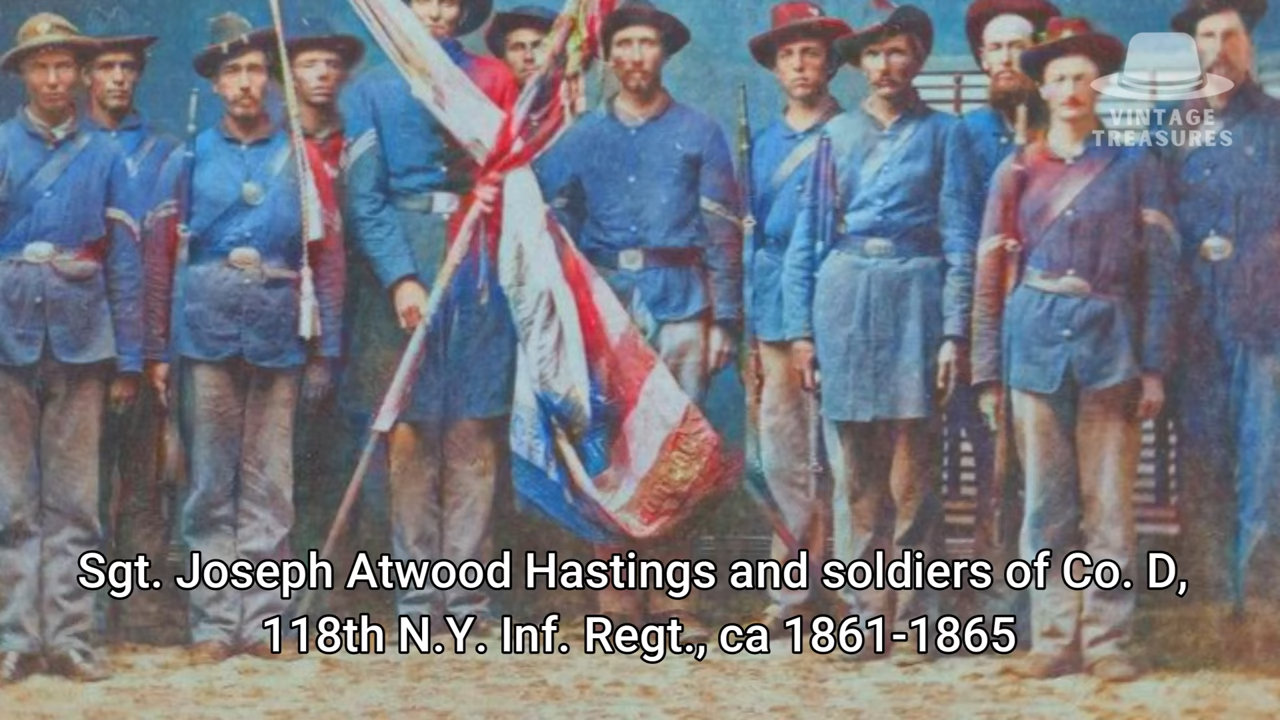 VINTAGE
TREASURES
Sgt. Joseph Atwood Hastings and soldiers of Co. D,
118th N.Y. Inf. Regt., ca 1861-1865